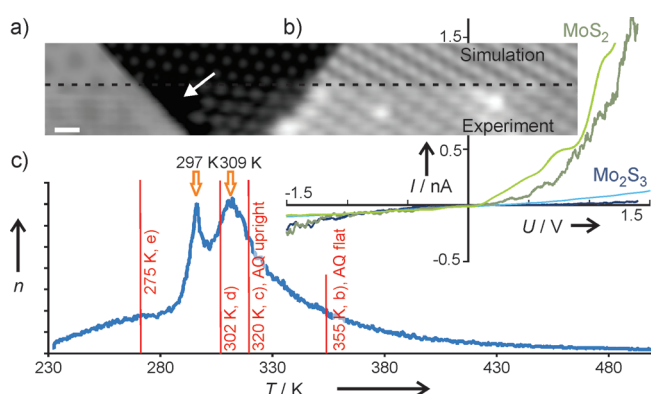 a)
b)
MoS2
1.5
Simulation
Experiment
0.5
I / nA
Mo2S3
-1.5
1.5
U / V
-0.5
c)
297 K
309 K
n
275 K, e)
302 K, d)
320 K, c), AQ upright
355 K, b), AQ flat
230
280
330
380
430
480
T / K